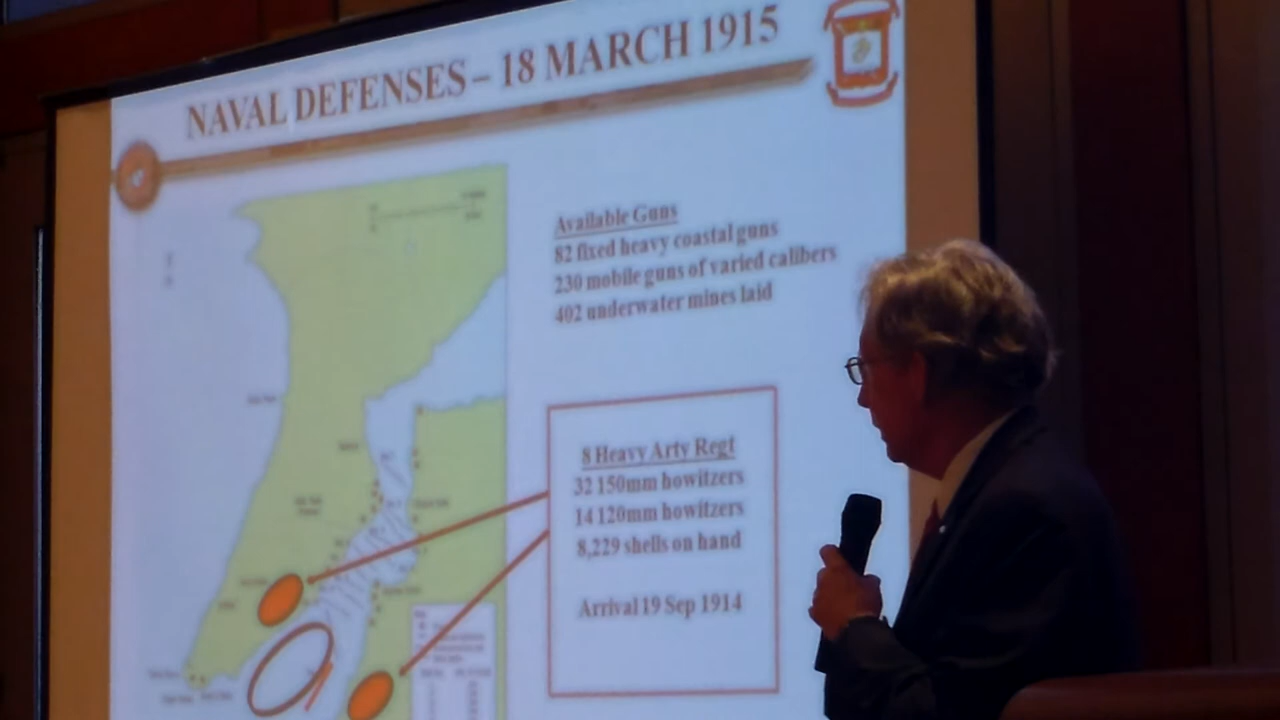 NAVAL DEFENSES – 18 MARCH 1915
Available Guns
82 fixed heavy coastal guns
230 mobile guns of varied calibers
402 underwater mines laid
8 Heavy Arty Regt
32 150mm howitzers
14 120mm howitzers
8,229 shells on hand
Arrival 19 Sep 1914